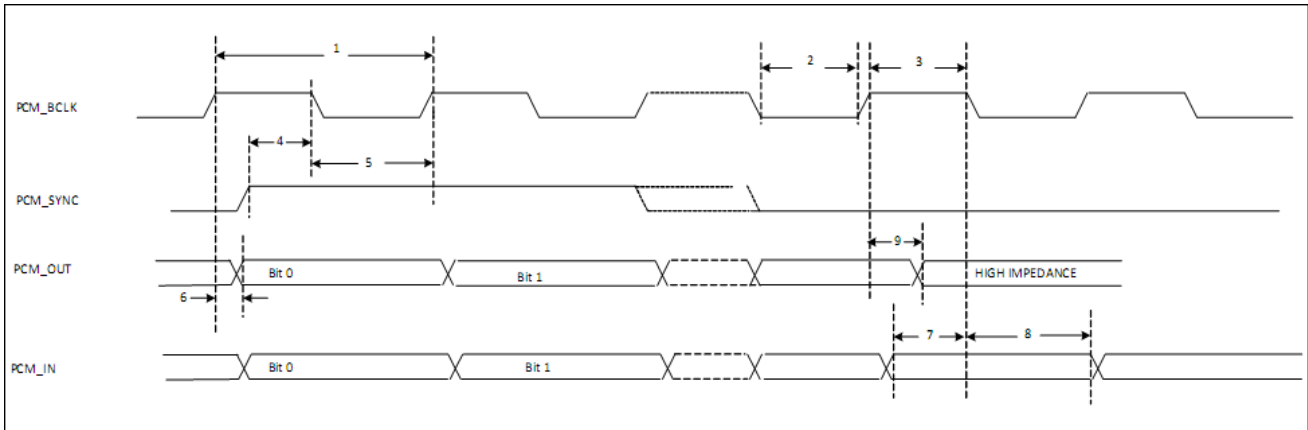 1
2
3
PCM_BCLK
4
5
PCM_SYNC
9
PCM_OUT
Bit 0
Bit 1
HIGH IMPEDANCE
6
7
8
PCM_IN
Bit 0
Bit 1